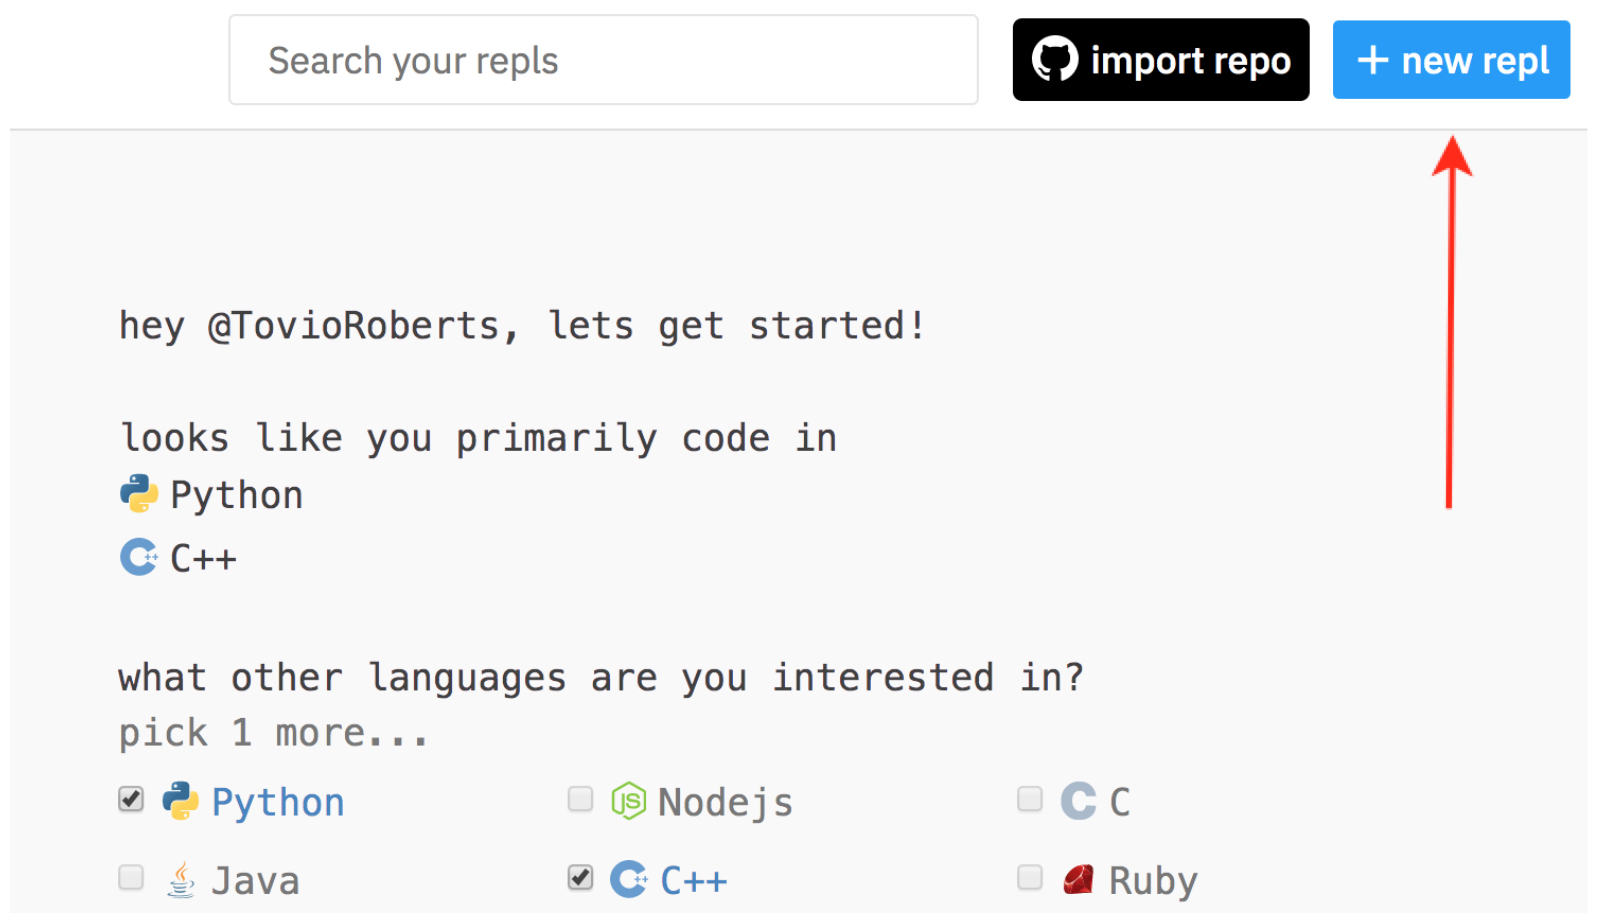 Search your repls
import repo
+ new repl
hey @TovioRoberts, lets get started!
looks like you primarily code in
Python
C++
what other languages are you interested in?
pick 1 more...
Python Nodejs C
Java C++ Ruby